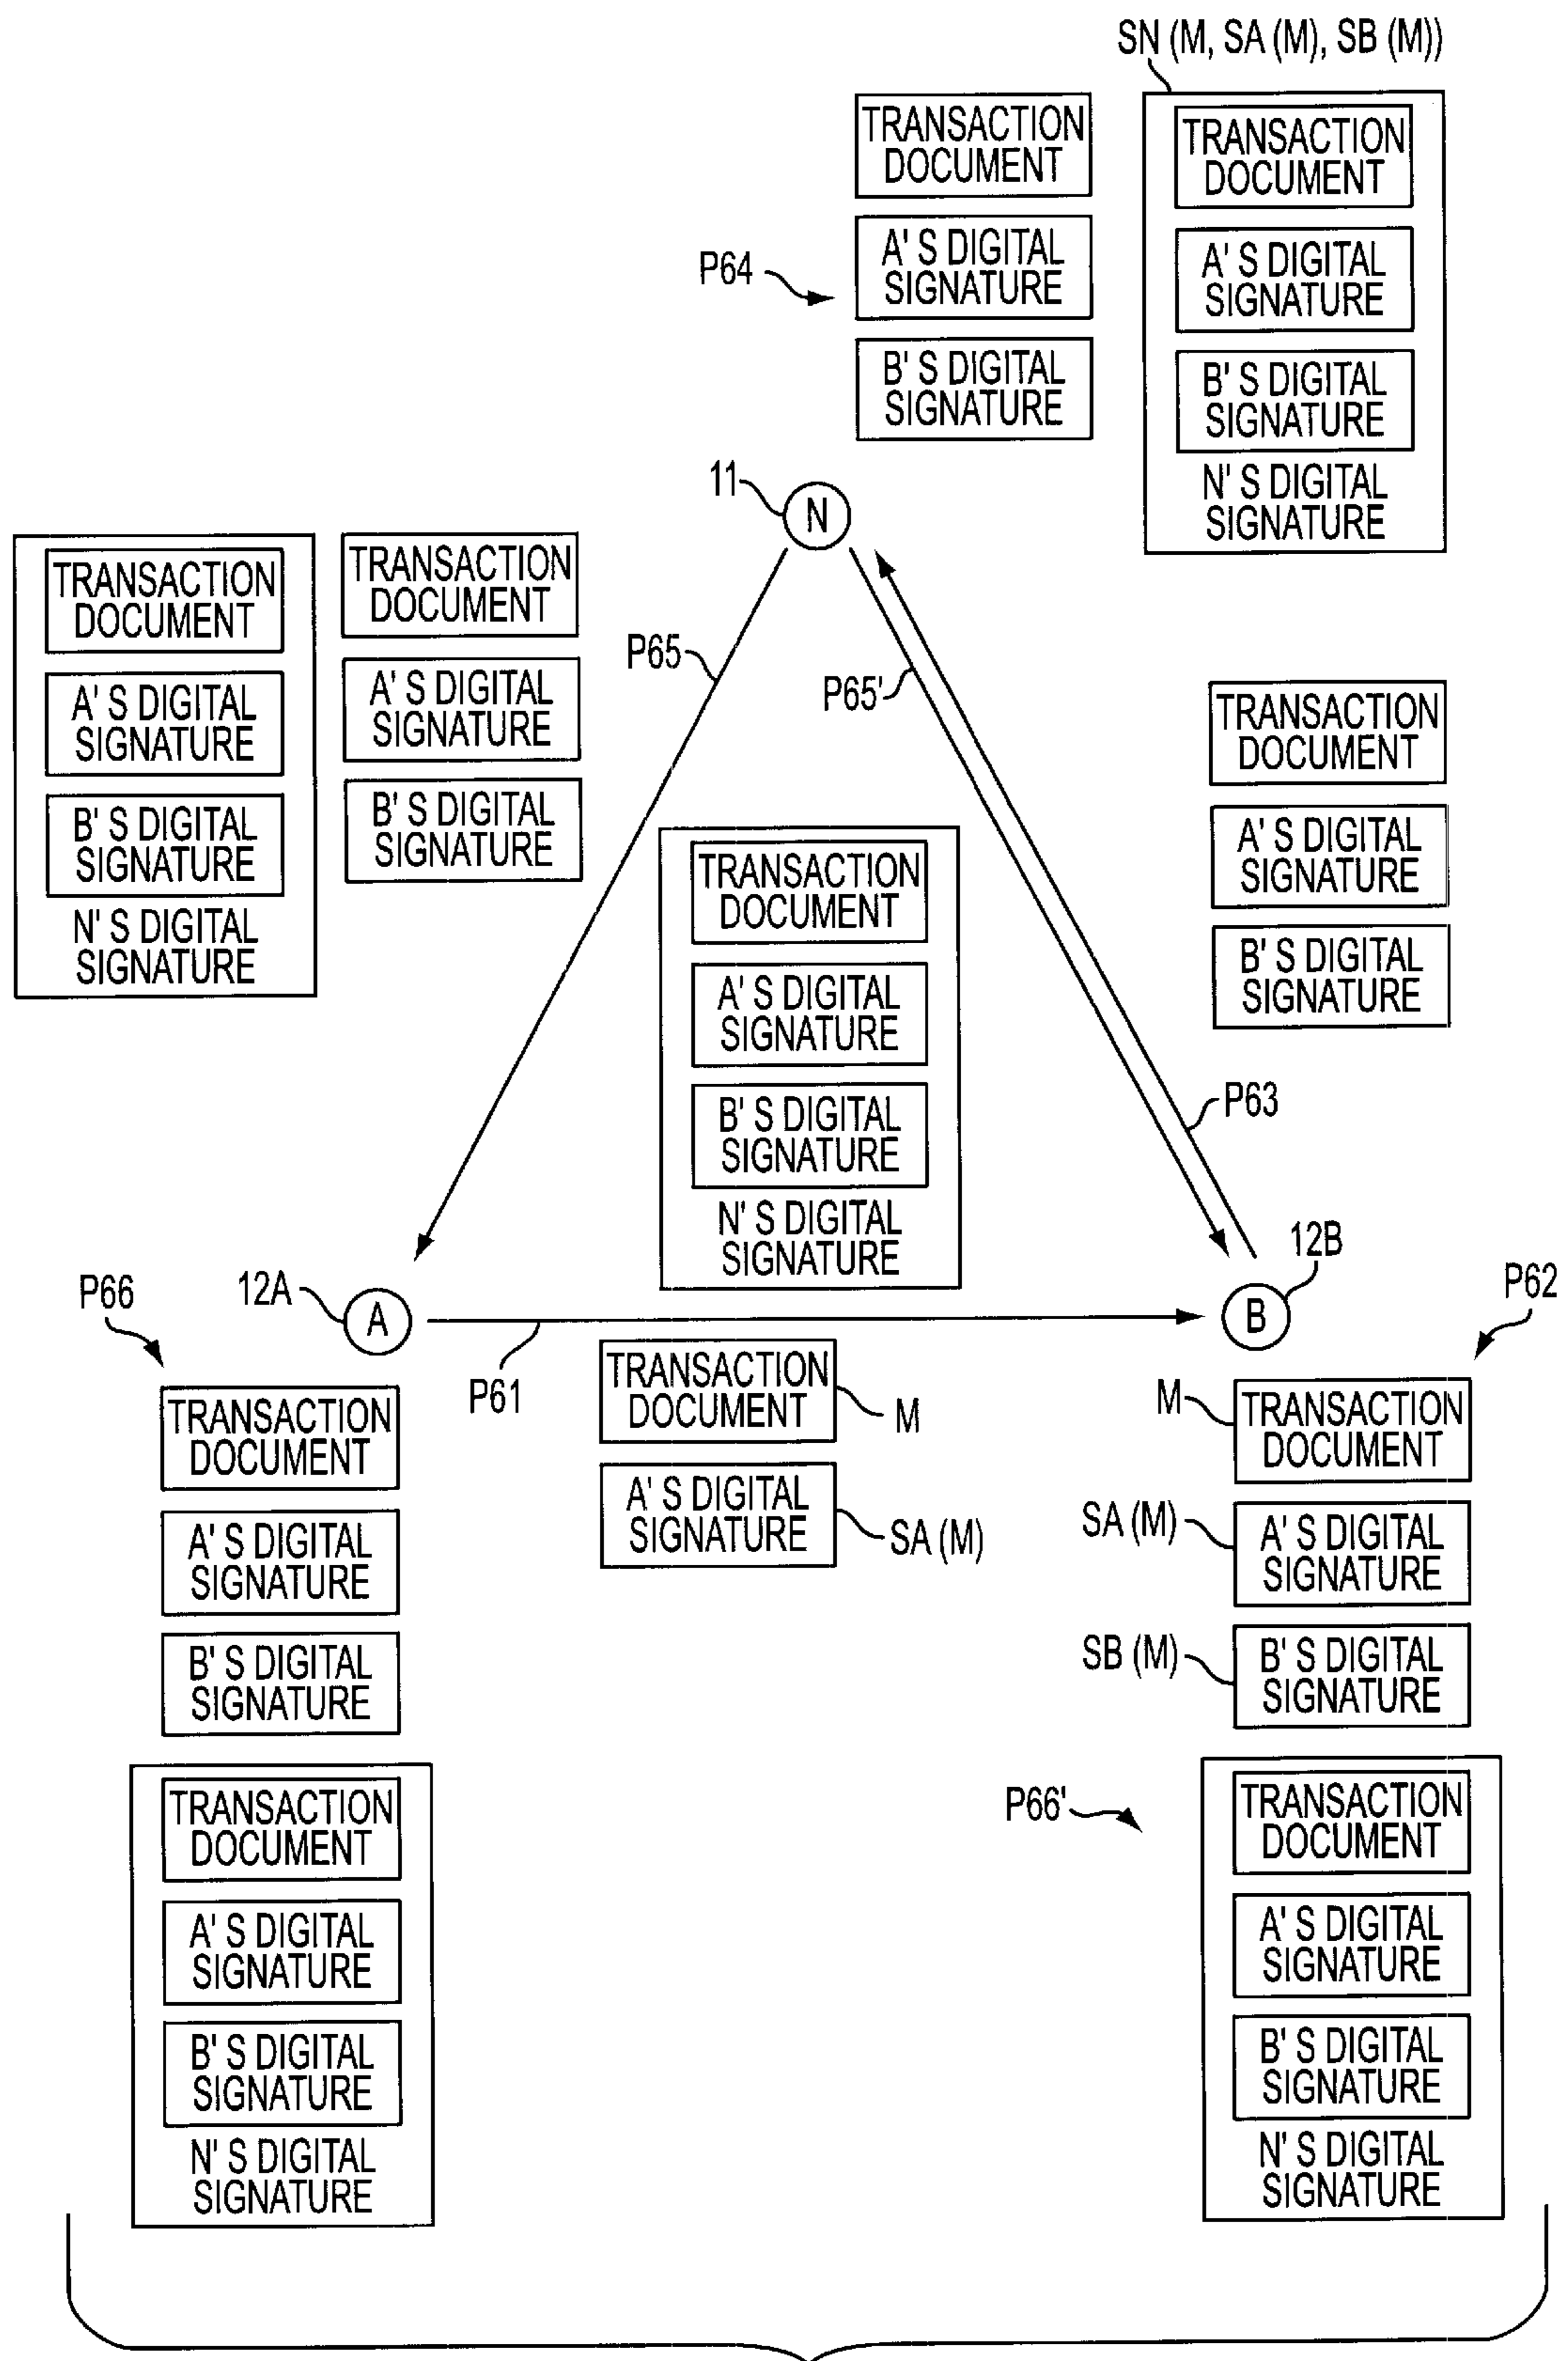 SN (M, SA (M), SB (M))
TRANSACTION
DOCUMENT
A' S DIGITAL
SIGNATURE
B' S DIGITAL
SIGNATURE
P64
TRANSACTION
DOCUMENT
A' S DIGITAL
SIGNATURE
B' S DIGITAL
SIGNATURE
N' S DIGITAL
SIGNATURE
11
N
TRANSACTION
DOCUMENT
A' S DIGITAL
SIGNATURE
B' S DIGITAL
SIGNATURE
N' S DIGITAL
SIGNATURE
TRANSACTION
DOCUMENT
A' S DIGITAL
SIGNATURE
B' S DIGITAL
SIGNATURE
P65
P65'
TRANSACTION
DOCUMENT
A' S DIGITAL
SIGNATURE
B' S DIGITAL
SIGNATURE
TRANSACTION
DOCUMENT
A' S DIGITAL
SIGNATURE
B' S DIGITAL
SIGNATURE
N' S DIGITAL
SIGNATURE
P63
P66
12A
A
12B
B
P62
P61
TRANSACTION
DOCUMENT
M
A' S DIGITAL
SIGNATURE
SA (M)
TRANSACTION
DOCUMENT
A' S DIGITAL
SIGNATURE
B' S DIGITAL
SIGNATURE
M
TRANSACTION
DOCUMENT
SA (M)
A' S DIGITAL
SIGNATURE
SB (M)
B' S DIGITAL
SIGNATURE
TRANSACTION
DOCUMENT
A' S DIGITAL
SIGNATURE
B' S DIGITAL
SIGNATURE
N' S DIGITAL
SIGNATURE
P66'
TRANSACTION
DOCUMENT
A' S DIGITAL
SIGNATURE
B' S DIGITAL
SIGNATURE
N' S DIGITAL
SIGNATURE